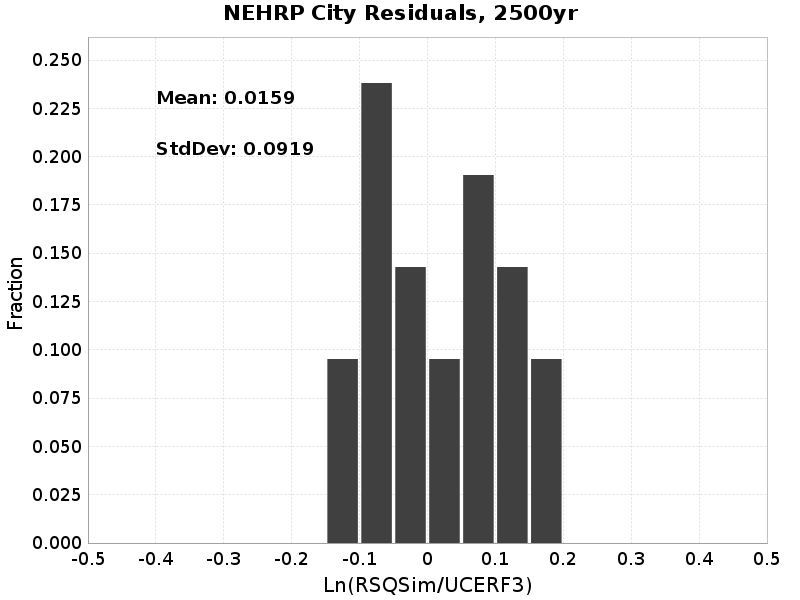 NEHRP City Residuals, 2500yr
0.250
Mean: 0.0159
0.225
StdDev: 0.0919
0.200
0.175
0.150
0.125
0.100
0.075
0.050
0.025
0.000
Fraction
-0.5 -0.4 -0.3 -0.2 -0.1 0 0.1 0.2 0.3 0.4 0.5
Ln(RSQSim/UCERF3)